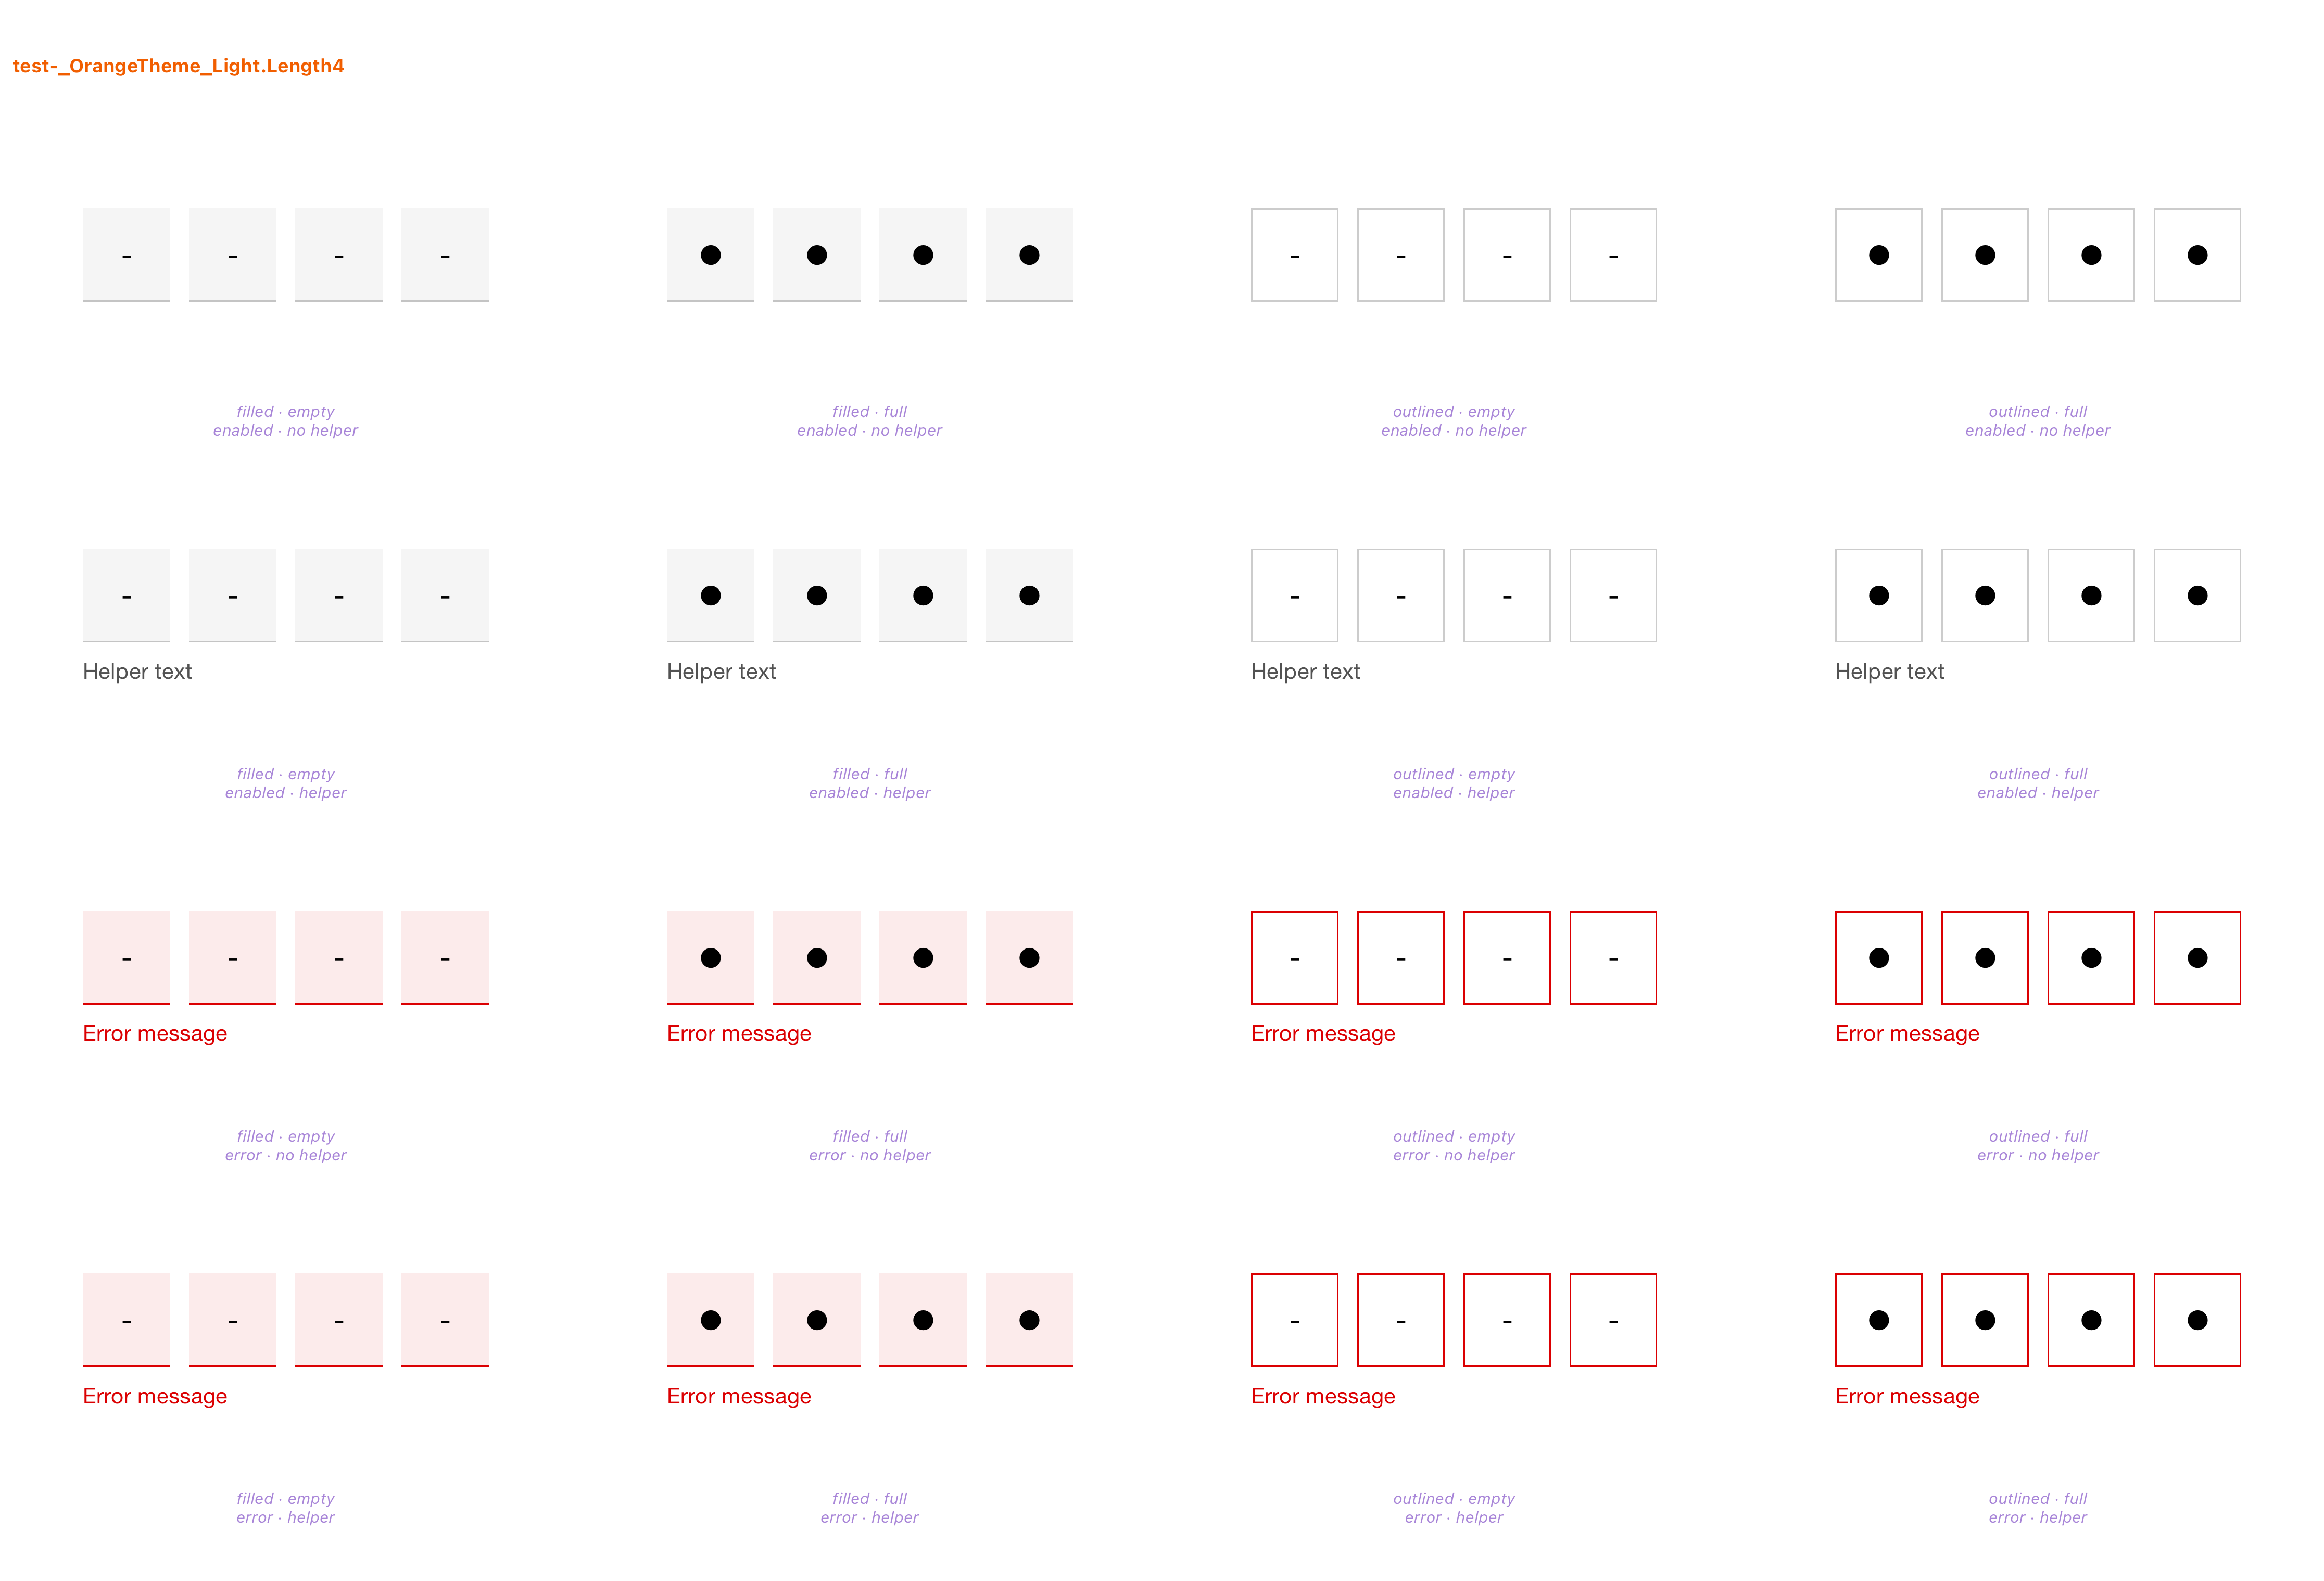 test-_OrangeTheme_Light.Length4
- - - - ● ● ● ● - - - - ● ● ● ●
filled · empty filled · full outlined · empty outlined · full
enabled · no helper enabled · no helper enabled · no helper enabled · no helper
- - - - ● ● ● ● - - - - ● ● ● ●
Helper text Helper text Helper text Helper text
filled · empty filled · full outlined · empty outlined · full
enabled · helper enabled · helper enabled · helper enabled · helper
- - - - ● ● ● ● - - - - ● ● ● ●
Error message Error message Error message Error message
filled · empty filled · full outlined · empty outlined · full
error · no helper error · no helper error · no helper error · no helper
- - - - ● ● ● ● - - - - ● ● ● ●
Error message Error message Error message Error message
filled · empty filled · full outlined · empty outlined · full
error · helper error · helper error · helper error · helper